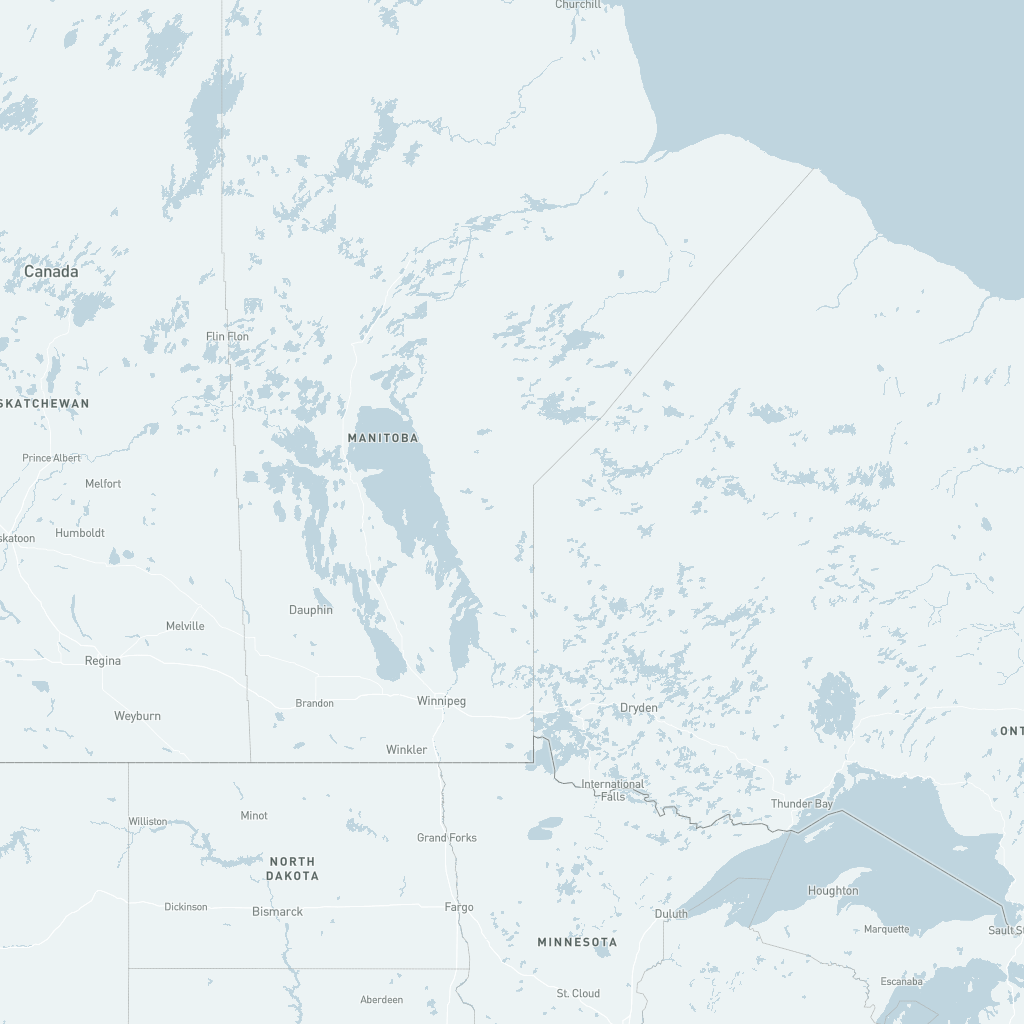 Churchill
Canada
Flin Flon
SKATCHEWAN
MANITOBA
Prince Albert
Melfort
Humboldt
skatoon
Dauphin
Melville
Regina
Brandon
Winnipeg
Dryden
Weyburn
ONT
Winkler
International
Falls
Thunder Bay
Williston
Minot
Grand Forks
NORTH
DAKOTA
Houghton
Dickinson
Bismarck
Fargo
Duluth
Marquette
Sault St
MINNESOTA
Escanaba
Aberdeen
St. Cloud